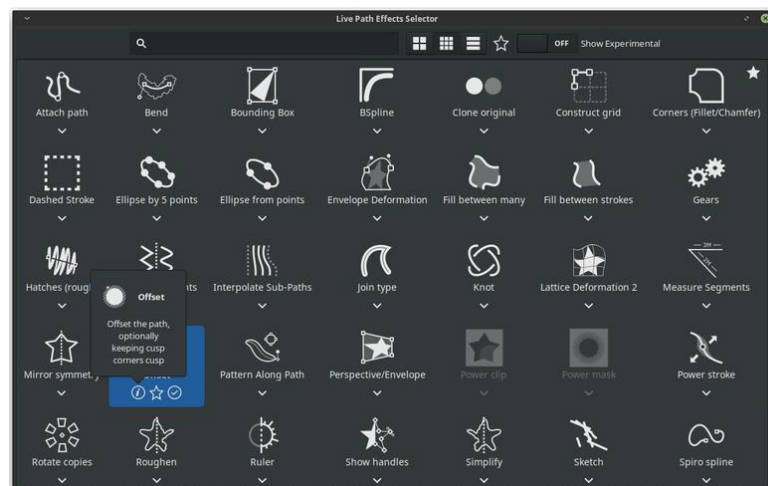 Live Path Effects Selector
OFF Show Experimental
Attach path Bend Bounding Box BSpline Clone original Construct grid Corners (Fillet/Chamfer)
Dashed Stroke Ellipse by 5 points Ellipse from points Envelope Deformation Fill between many Fill between strokes Gears
Hatches (rough Interpolate Sub-Paths Join type Knot Lattice Deformation 2 Measure Segments
Offset
Offset the path,
optionally
keeping cusp
corners cusp
Mirror symmetry Pattern Along Path Perspective/Envelope Power clip Power mask Power stroke
Rotate copies Roughen Ruler Show handles Simplify Sketch Spiro spline